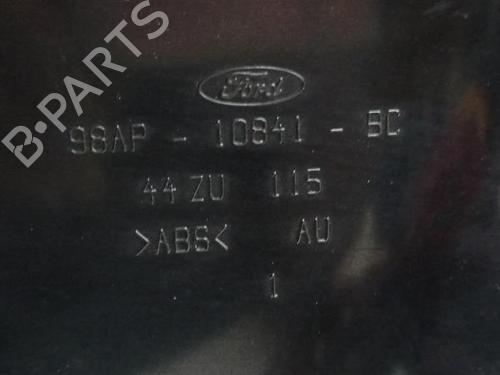 B-PARTS
Ford
98AP - 10841 - BC
44 ZU 115
>ABS< AU
1